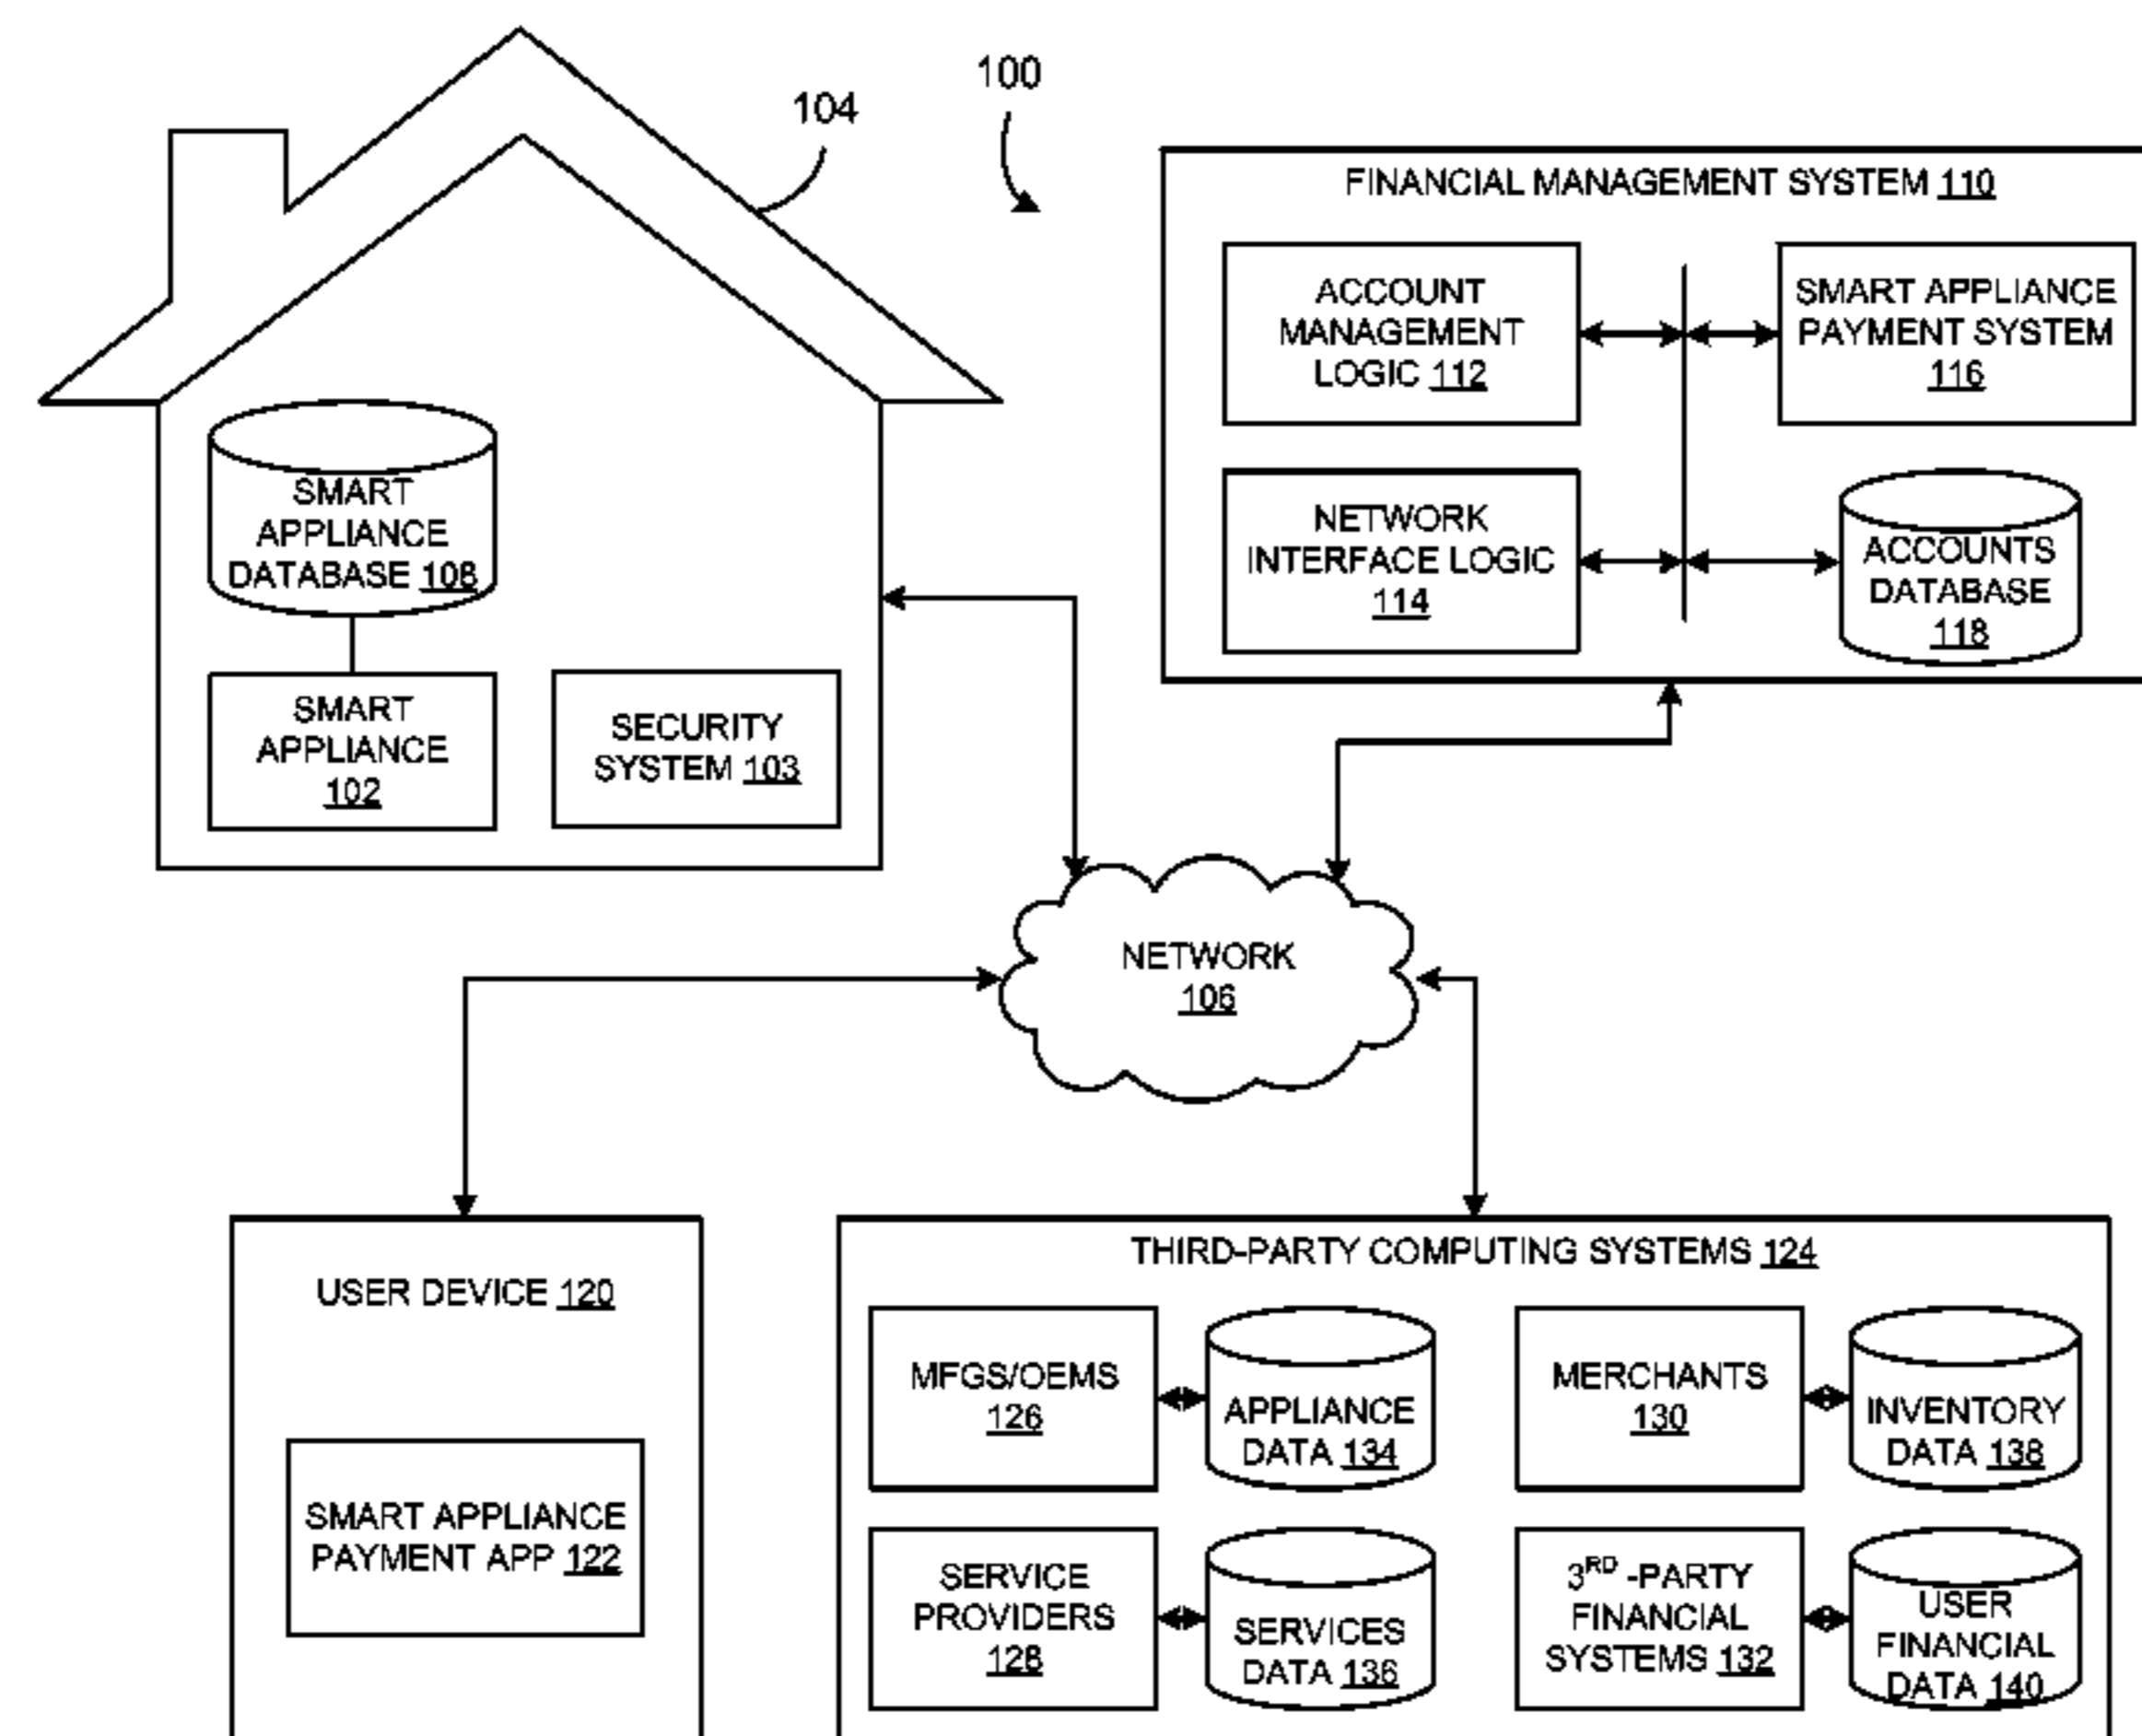 100
104
FINANCIAL MANAGEMENT SYSTEM 110
ACCOUNT
MANAGEMENT
LOGIC 112
SMART APPLIANCE
PAYMENT SYSTEM
116
NETWORK
INTERFACE LOGIC
114
ACCOUNTS
DATABASE
118
SMART
APPLIANCE
DATABASE 108
SMART
APPLIANCE
102
SECURITY
SYSTEM 103
NETWORK
106
USER DEVICE 120
SMART APPLIANCE
PAYMENT APP 122
THIRD-PARTY COMPUTING SYSTEMS 124
MFGS/OEMS
126
APPLIANCE
DATA 134
MERCHANTS
130
INVENTORY
DATA 138
SERVICE
PROVIDERS
128
SERVICES
DATA 136
3RD -PARTY
FINANCIAL
SYSTEMS 132
USER
FINANCIAL
DATA 140